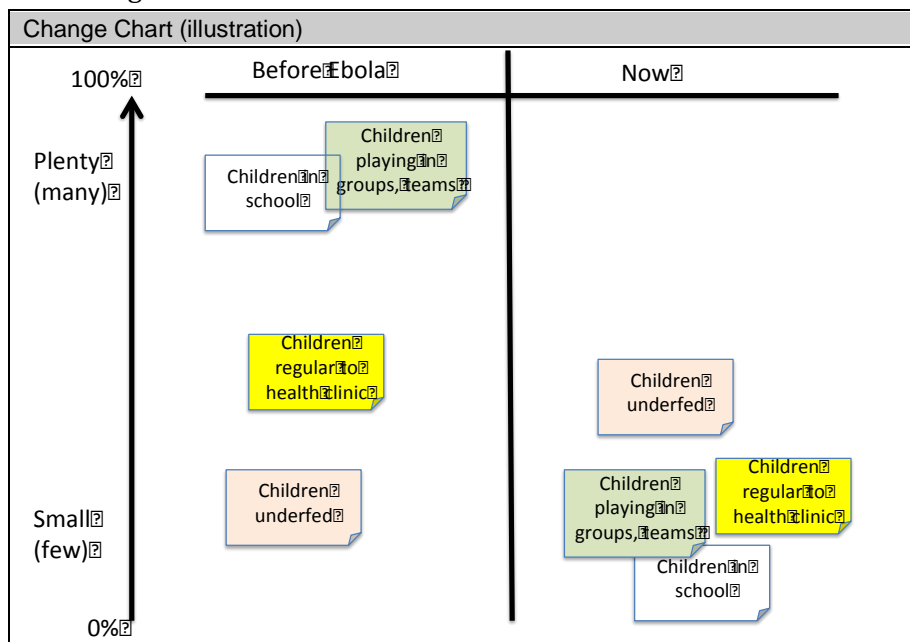 Change Chart (illustration)
100%⍰
Before⍰Ebola⍰
Now⍰
Plenty⍰
(many)⍰
Children⍰in⍰
school⍰
Children⍰
playing⍰in⍰
groups,⍰teams⍰
Children⍰
regular⍰to⍰
health⍰clinic⍰
Children⍰
underfed⍰
Children⍰
underfed⍰
Children⍰
playing⍰in⍰
groups,⍰teams⍰
Children⍰
regular⍰to⍰
health⍰clinic⍰
Children⍰in⍰
school⍰
Small⍰
(few)⍰
0%⍰